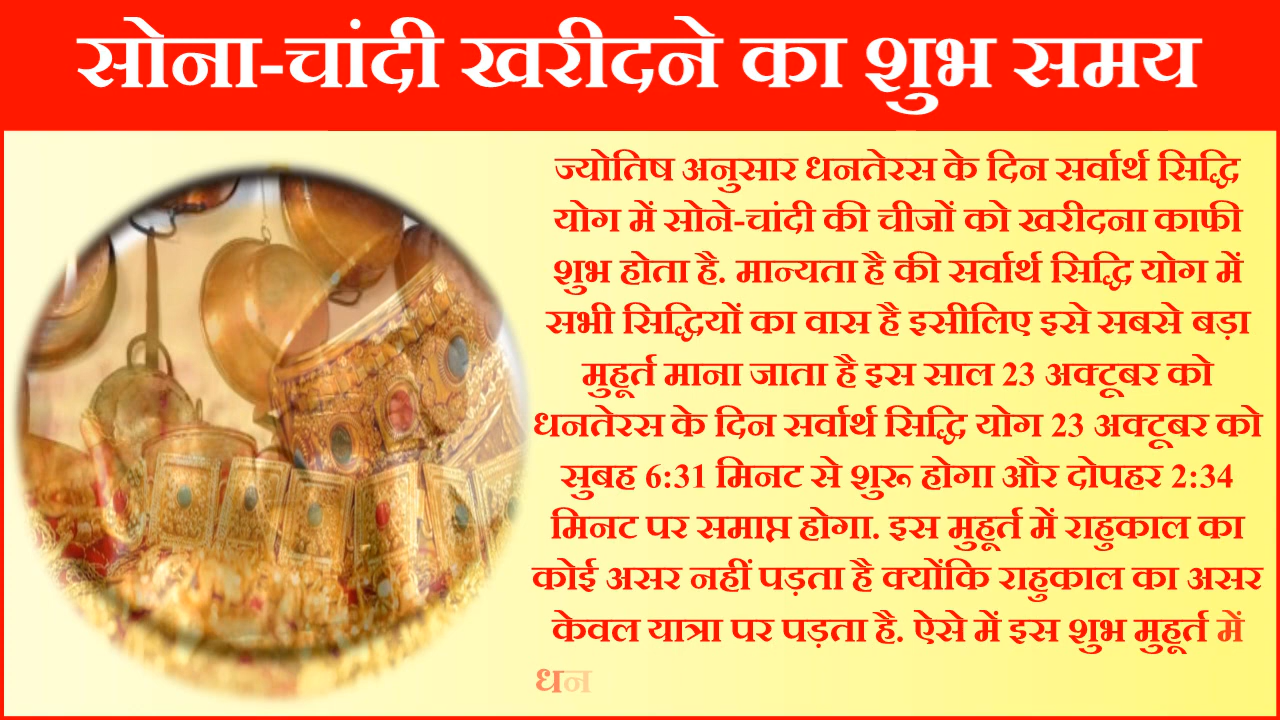 सोना-चांदी खरीदने का शुभ समय
ज्योतिष अनुसार धनतेरस के दिन सर्वार्थ सिद्धि
योग में सोने-चांदी की चीजों को खरीदना काफी
शुभ होता है. मान्यता है की सर्वार्थ सिद्धि योग में
सभी सिद्धियों का वास है इसीलिए इसे सबसे बड़ा
मुहूर्त माना जाता है इस साल 23 अक्टूबर को
धनतेरस के दिन सर्वार्थ सिद्धि योग 23 अक्टूबर को
सुबह 6:31 मिनट से शुरू होगा और दोपहर 2:34
मिनट पर समाप्त होगा. इस मुहूर्त में राहुकाल का
कोई असर नहीं पड़ता है क्योंकि राहुकाल का असर
केवल यात्रा पर पड़ता है. ऐसे में इस शुभ मुहूर्त में
धन